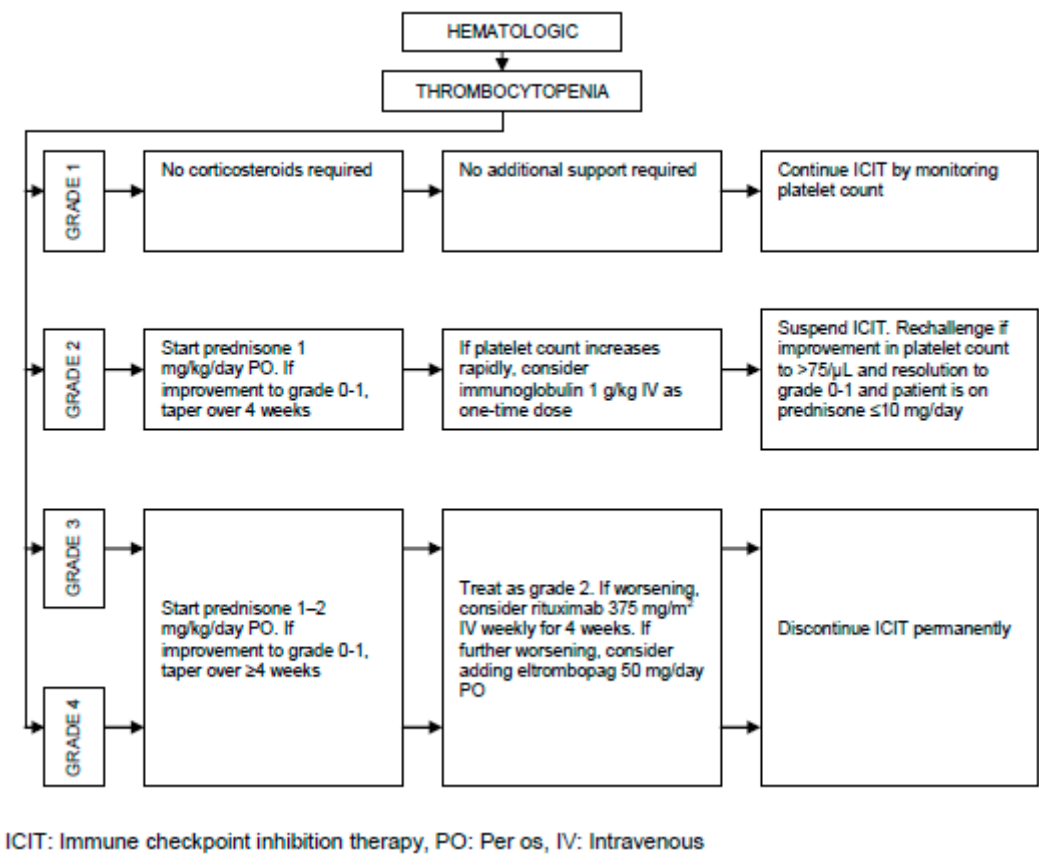 HEMATOLOGIC
THROMBOCYTOPENIA
GRADE 1
No corticosteroids required
No additional support required
Continue ICIT by monitoring
platelet count
GRADE 2
Start prednisone 1
mg/kg/day PO. If
improvement to grade 0-1,
taper over 4 weeks
If platelet count increases
rapidly, consider
immunoglobulin 1 g/kg IV as
one-time dose
Suspend ICIT. Rechallenge if
improvement in platelet count
to >75/µL and resolution to
grade 0-1 and patient is on
prednisone ≤10 mg/day
GRADE 3
GRADE 4
Start prednisone 1–2
mg/kg/day PO. If
improvement to grade 0-1,
taper over ≥4 weeks
Treat as grade 2. If worsening,
consider rituximab 375 mg/m²
IV weekly for 4 weeks. If
further worsening, consider
adding eltrombopag 50 mg/day
PO
Discontinue ICIT permanently
ICIT: Immune checkpoint inhibition therapy, PO: Per os, IV: Intravenous